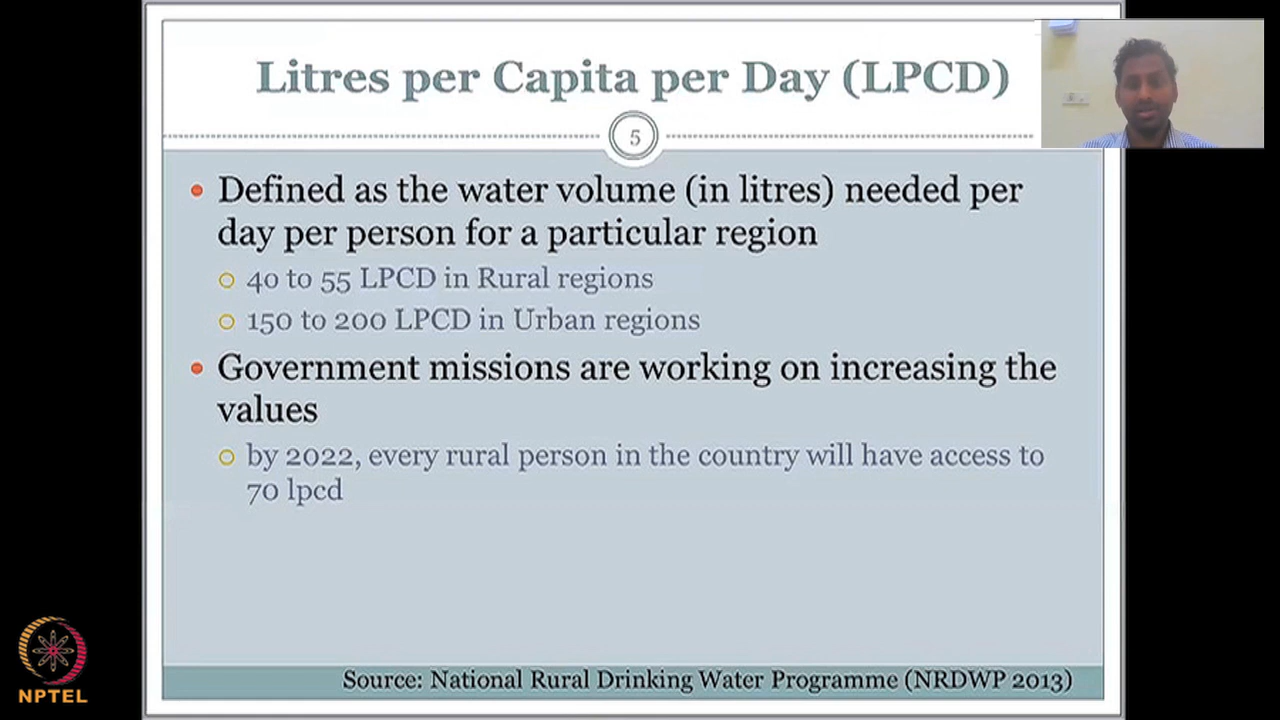 Litres per Capita per Day (LPCD)
5
Defined as the water volume (in litres) needed per
day per person for a particular region
40 to 55 LPCD in Rural regions
150 to 200 LPCD in Urban regions
Government missions are working on increasing the
values
by 2022, every rural person in the country will have access to
70 lpcd
Source: National Rural Drinking Water Programme (NRDWP 2013)
NPTEL